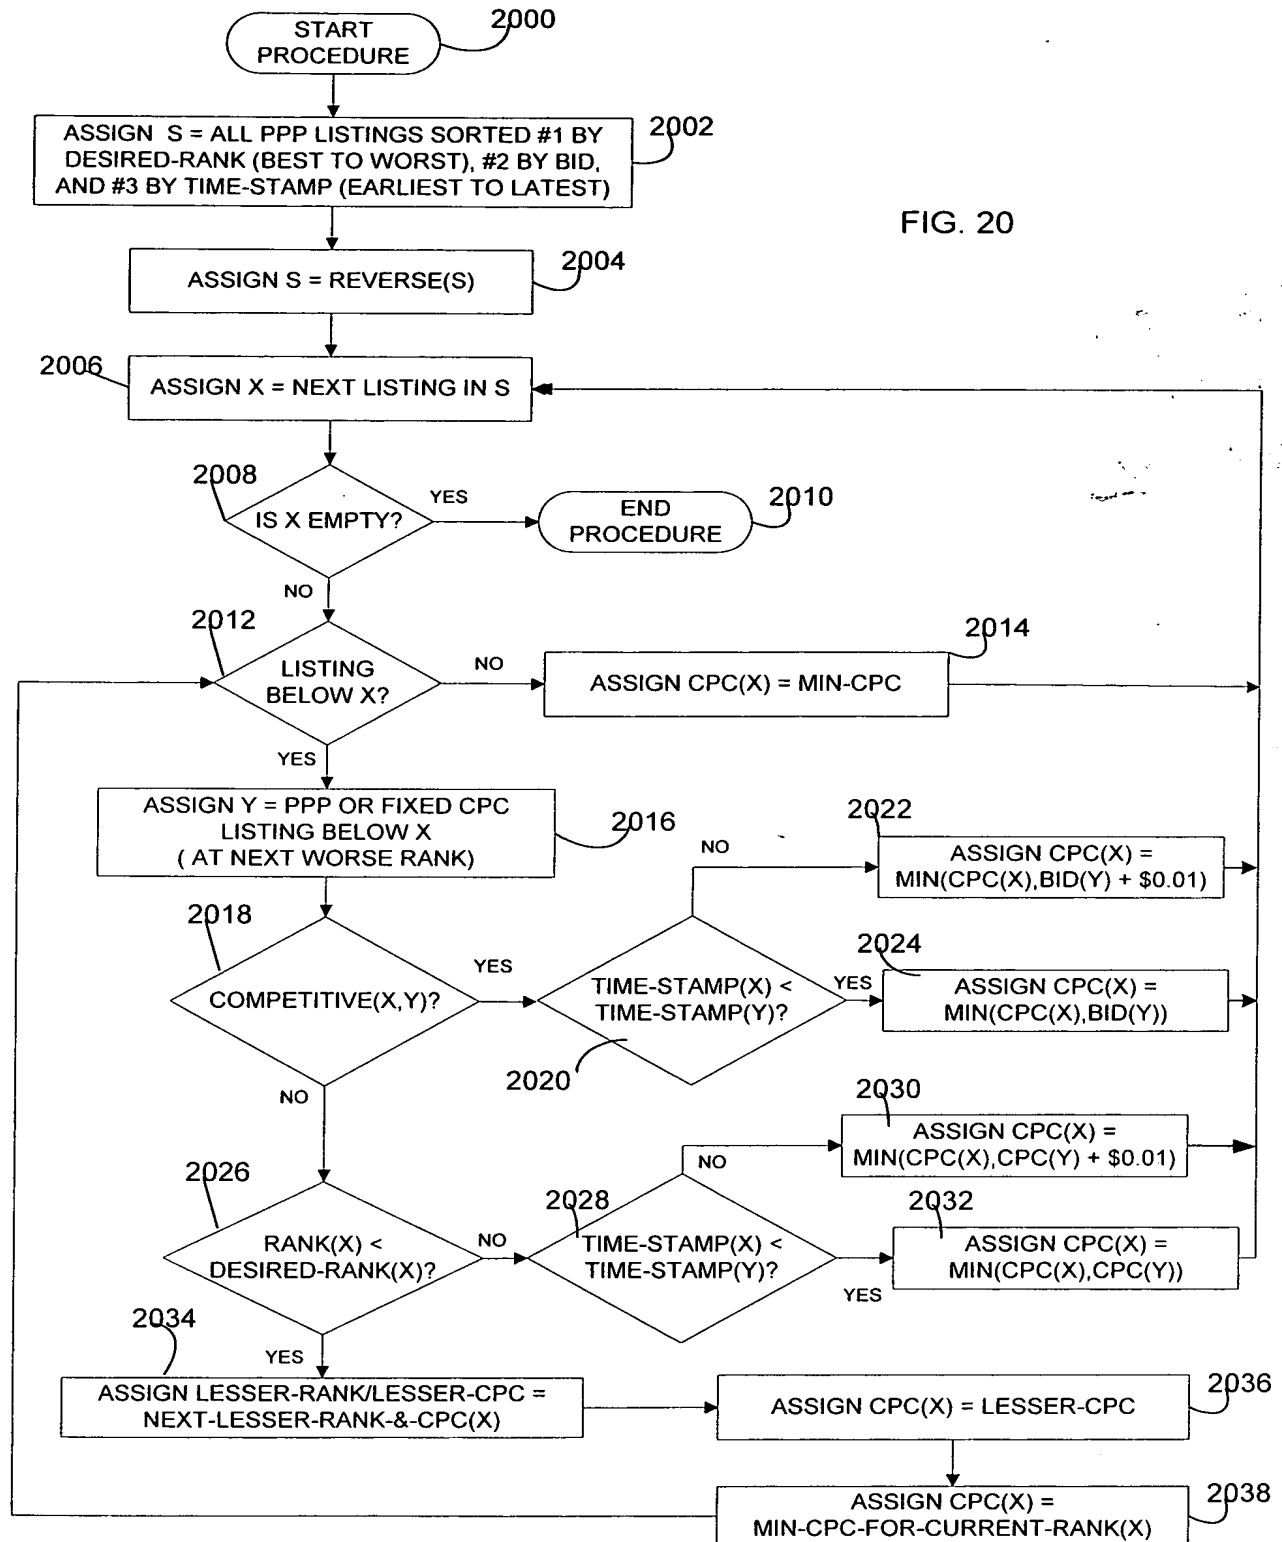 START
PROCEDURE
2000
ASSIGN S = ALL PPP LISTINGS SORTED #1 BY
DESIRED-RANK (BEST TO WORST), #2 BY BID,
AND #3 BY TIME-STAMP (EARLIEST TO LATEST)
2002
FIG. 20
ASSIGN S = REVERSE(S)
2004
2006
ASSIGN X = NEXT LISTING IN S
2008
IS X EMPTY?
YES
END
PROCEDURE
2010
NO
2012
LISTING
BELOW X?
NO
ASSIGN CPC(X) = MIN-CPC
2014
YES
ASSIGN Y = PPP OR FIXED CPC
LISTING BELOW X
( AT NEXT WORSE RANK)
2016
2018
COMPETITIVE(X,Y)?
YES
TIME-STAMP(X) <
TIME-STAMP(Y)?
2020
NO
2022
ASSIGN CPC(X) =
MIN(CPC(X),BID(Y) + $0.01)
YES
2024
ASSIGN CPC(X) =
MIN(CPC(X),BID(Y))
NO
2026
RANK(X) <
DESIRED-RANK(X)?
NO
2028
TIME-STAMP(X) <
TIME-STAMP(Y)?
NO
2030
ASSIGN CPC(X) =
MIN(CPC(X),CPC(Y) + $0.01)
YES
2032
ASSIGN CPC(X) =
MIN(CPC(X),CPC(Y))
YES
2034
ASSIGN LESSER-RANK/LESSER-CPC =
NEXT-LESSER-RANK-&-CPC(X)
ASSIGN CPC(X) = LESSER-CPC
2036
ASSIGN CPC(X) =
MIN-CPC-FOR-CURRENT-RANK(X)
2038